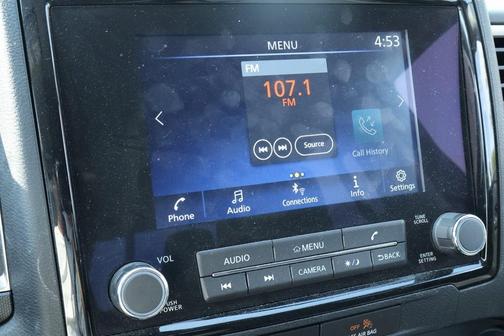 MENU 4:53
FM
107.1
FM
Source
Call History
Phone Audio Connections Info Settings
VOL AUDIO MENU TUNE
SCROLL
PUSH
POWER CAMERA BACK ENTER
SETTING
OFF
AIR BAG